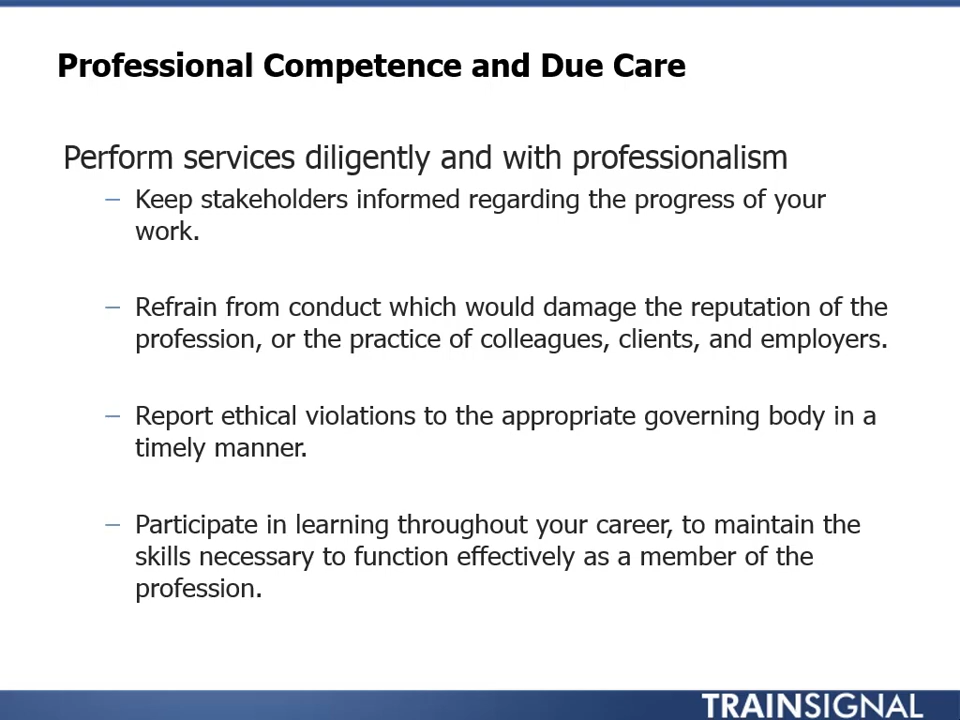 Professional Competence and Due Care
Perform services diligently and with professionalism
– Keep stakeholders informed regarding the progress of your
work.
– Refrain from conduct which would damage the reputation of the
profession, or the practice of colleagues, clients, and employers.
– Report ethical violations to the appropriate governing body in a
timely manner.
– Participate in learning throughout your career, to maintain the
skills necessary to function effectively as a member of the
profession.
TRAINSIGNAL